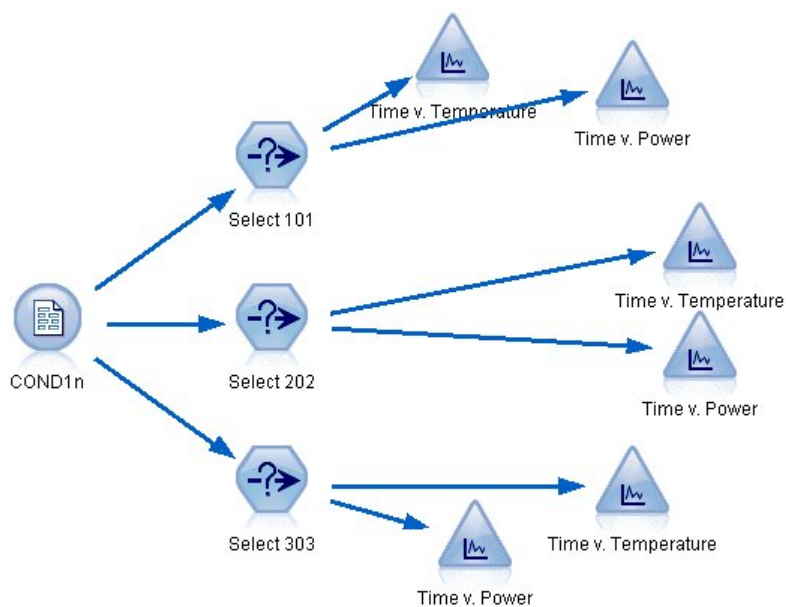 Time v. Temperature
Time v. Power
Select 101
Time v. Temperature
COND1n
Select 202
Time v. Power
Select 303
Time v. Temperature
Time v. Power